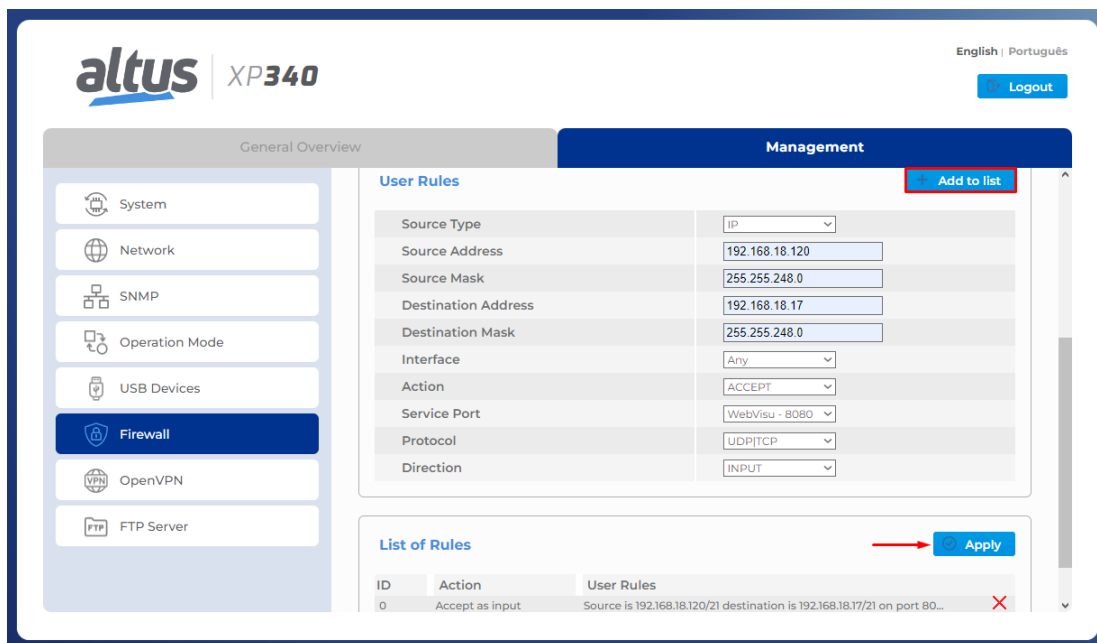 English | Português
altus XP340
Logout
General Overview Management
System
Network
SNMP
Operation Mode
USB Devices
Firewall
VPN OpenVPN
FTP FTP Server
User Rules + Add to list
Source Type IP
Source Address 192.168.18.120
Source Mask 255.255.248.0
Destination Address 192.168.18.17
Destination Mask 255.255.248.0
Interface Any
Action ACCEPT
Service Port WebVisu - 8080
Protocol UDP|TCP
Direction INPUT
List of Rules Apply
ID Action User Rules
0 Accept as input Source is 192.168.18.120/21 destination is 192.168.18.17/21 on port 80...